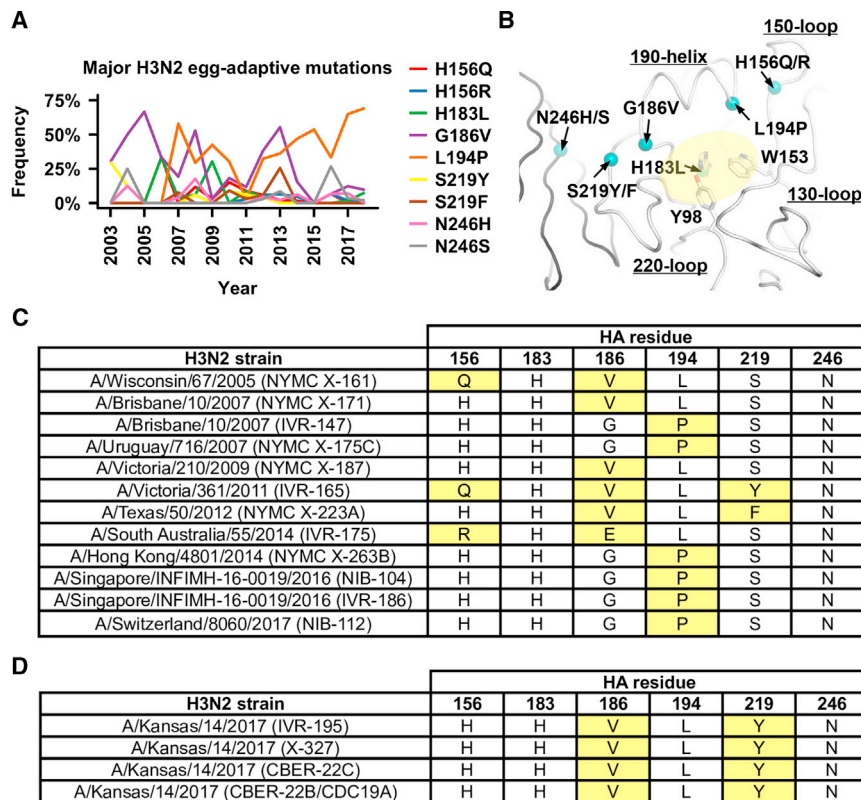 A
Major H3N2 egg-adaptive mutations
75%
50%
25%
0%
Frequency
2003
2005
2007
2009
2011
2013
2015
2017
Year
H156Q
H156R
H183L
G186V
L194P
S219Y
S219F
N246H
N246S
B
150-loop
190-helix
H156Q/R
N246H/S
G186V
L194P
H183L
W153
S219Y/F
130-loop
Y98
220-loop
C
HA residue
H3N2 strain 156 183 186 194 219 246
A/Wisconsin/67/2005 (NYMC X-161) Q H V L S N
A/Brisbane/10/2007 (NYMC X-171) H H V L S N
A/Brisbane/10/2007 (IVR-147) H H G P S N
A/Uruguay/716/2007 (NYMC X-175C) H H G P S N
A/Victoria/210/2009 (NYMC X-187) H H V L S N
A/Victoria/361/2011 (IVR-165) Q H V L Y N
A/Texas/50/2012 (NYMC X-223A) H H V L F N
A/South Australia/55/2014 (IVR-175) R H E L S N
A/Hong Kong/4801/2014 (NYMC X-263B) H H G P S N
A/Singapore/INFIMH-16-0019/2016 (NIB-104) H H G P S N
A/Singapore/INFIMH-16-0019/2016 (IVR-186) H H G P S N
A/Switzerland/8060/2017 (NIB-112) H H G P S N
D
HA residue
H3N2 strain 156 183 186 194 219 246
A/Kansas/14/2017 (IVR-195) H H V L Y N
A/Kansas/14/2017 (X-327) H H V L Y N
A/Kansas/14/2017 (CBER-22C) H H V L Y N
A/Kansas/14/2017 (CBER-22B/CDC19A) H H V L Y N